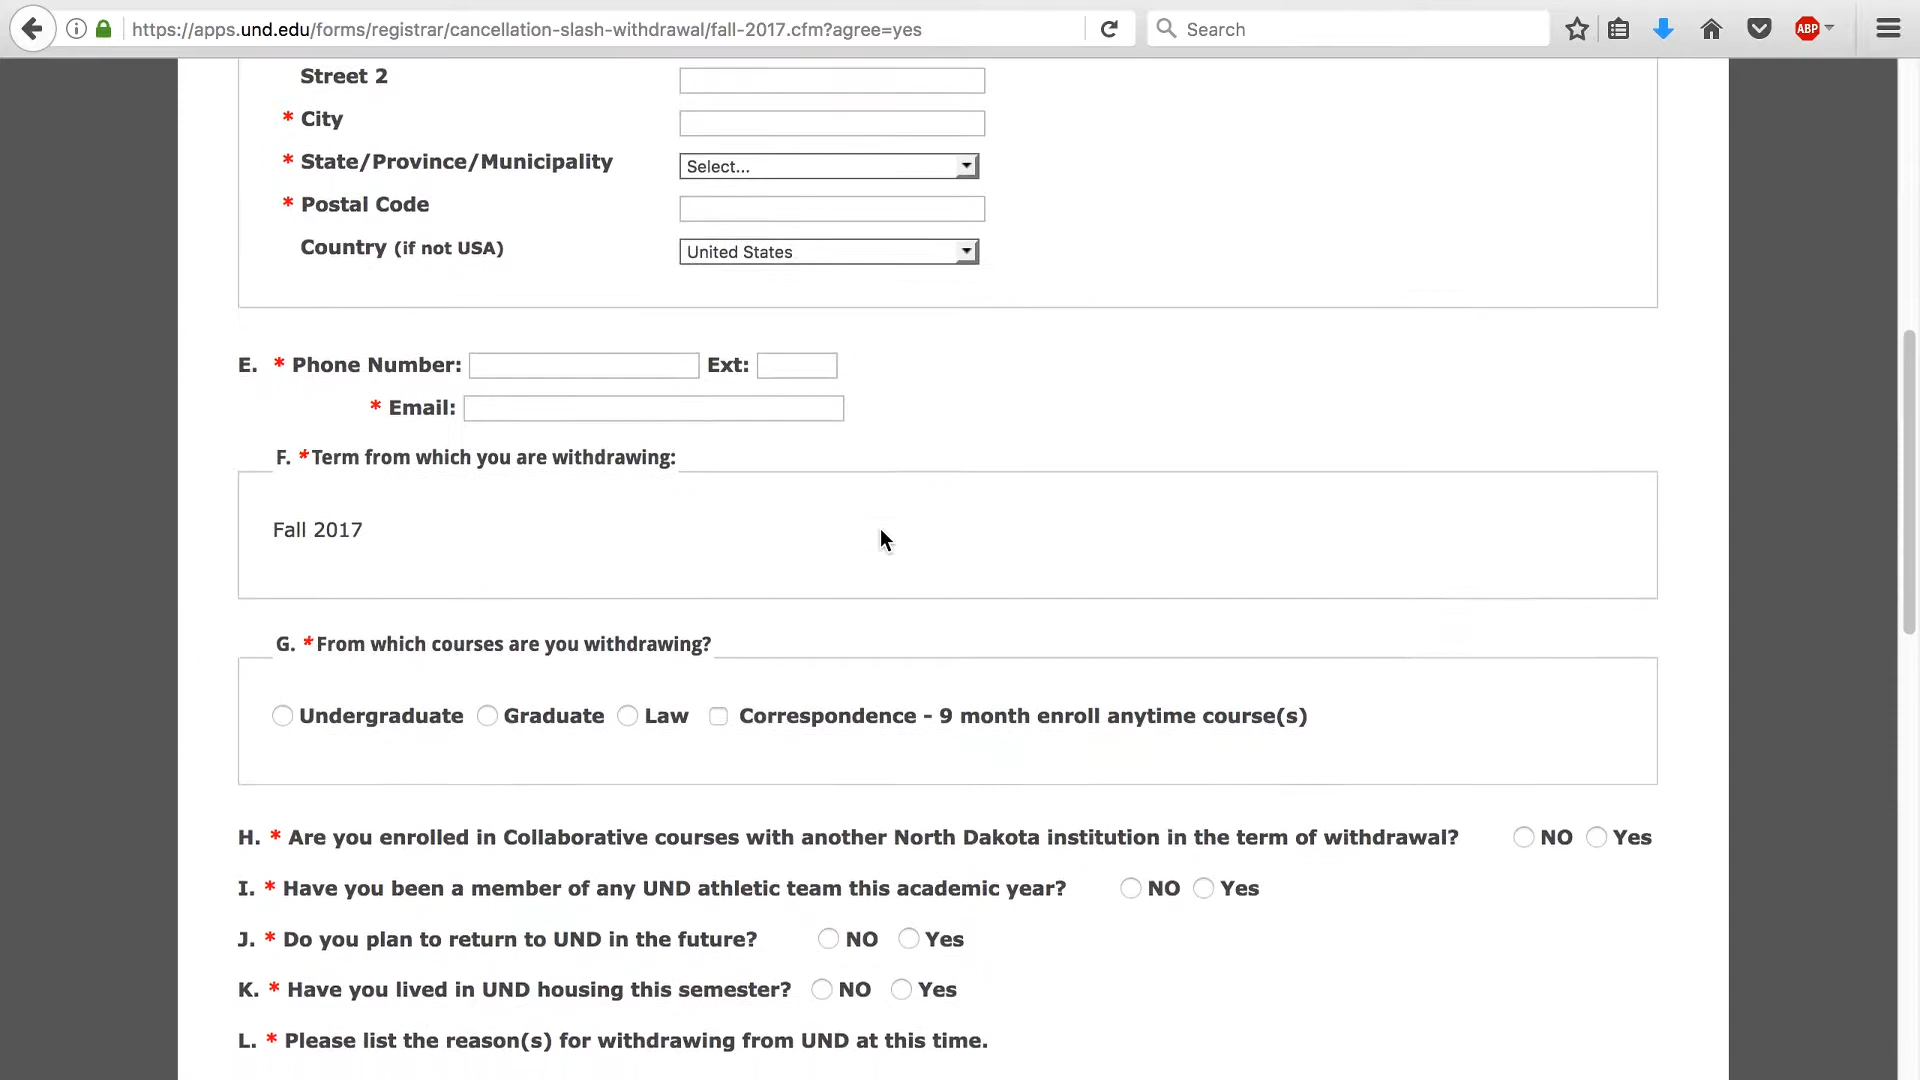 https://apps.und.edu/forms/registrar/cancellation-slash-withdrawal/fall-2017.cfm?agree=yes
Search
ABP
Street 2
* City
* State/Province/Municipality Select...
* Postal Code
Country (if not USA) United States
E. * Phone Number: Ext:
* Email:
F. *Term from which you are withdrawing:
Fall 2017
G. *From which courses are you withdrawing?
Undergraduate Graduate Law Correspondence - 9 month enroll anytime course(s)
H. * Are you enrolled in Collaborative courses with another North Dakota institution in the term of withdrawal? NO Yes
I. * Have you been a member of any UND athletic team this academic year? NO Yes
J. * Do you plan to return to UND in the future? NO Yes
K. * Have you lived in UND housing this semester? NO Yes
L. * Please list the reason(s) for withdrawing from UND at this time.